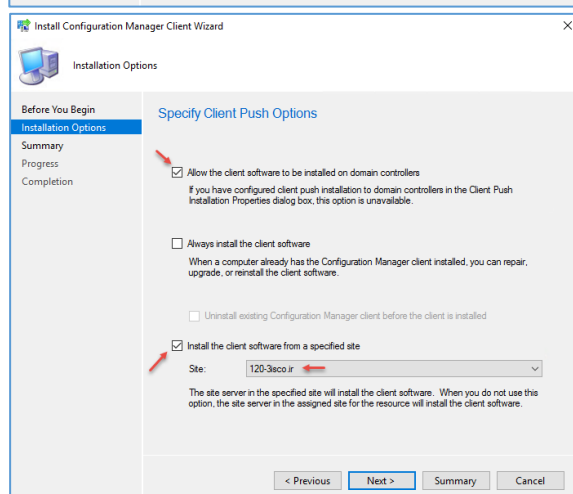 Install Configuration Manager Client Wizard
Installation Options
Before You Begin
Installation Options
Summary
Progress
Completion
Specify Client Push Options
Allow the client software to be installed on domain controllers
If you have configured client push installation to domain controllers in the Client Push
Installation Properties dialog box, this option is unavailable.
Always install the client software
When a computer already has the Configuration Manager client installed, you can repair,
upgrade, or reinstall the client software.
Uninstall existing Configuration Manager client before the client is installed
Install the client software from a specified site
Site: 120-3isco.ir
The site server in the specified site will install the client software. When you do not use this
option, the site server in the assigned site for the resource will install the client software.
< Previous Next > Summary Cancel